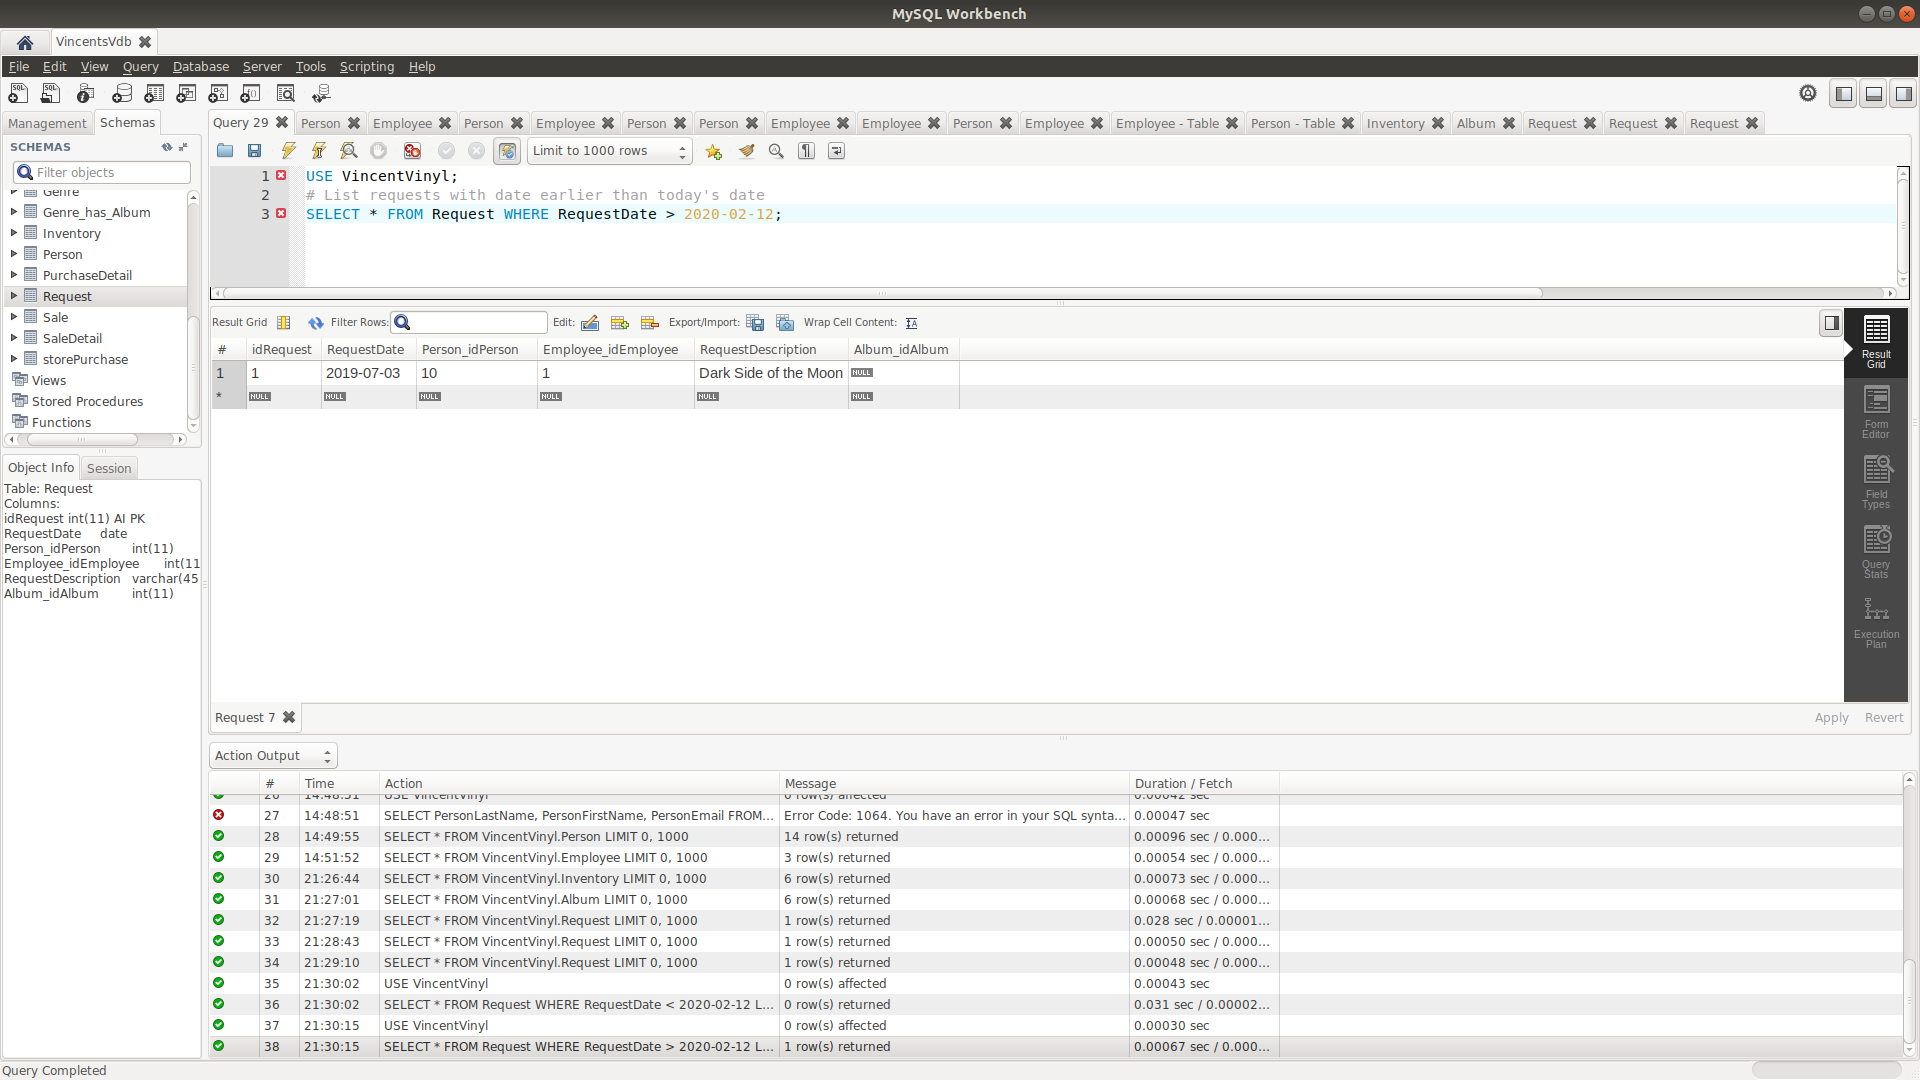 MySQL Workbench
VincentsVdb
File Edit View Query Database Server Tools Scripting Help
Management Schemas
Query 29 Person Employee Person Employee Person Person Employee Employee Person Employee Employee - Table Person - Table Inventory Album Request Request Request
SCHEMAS
Filter objects
Genre
Genre_has_Album
Inventory
Person
PurchaseDetail
Request
Sale
SaleDetail
storePurchase
Views
Stored Procedures
Functions
Object Info Session
Table: Request
Columns:
idRequest int(11) AI PK
RequestDate date
Person_idPerson int(11)
Employee_idEmployee int(11
RequestDescription varchar(45
Album_idAlbum int(11)
Limit to 1000 rows
1 USE VincentVinyl;
2 # List requests with date earlier than today's date
3 SELECT * FROM Request WHERE RequestDate > 2020-02-12;
Result Grid Filter Rows: Edit: Export/Import: Wrap Cell Content:
# idRequest RequestDate Person_idPerson Employee_idEmployee RequestDescription Album_idAlbum
1 1 2019-07-03 10 1 Dark Side of the Moon NULL
* NULL NULL NULL NULL NULL NULL
Result
Grid
Form
Editor
Field
Types
Query
Stats
Execution
Plan
Request 7
Apply Revert
Action Output
# Time Action Message Duration / Fetch
26 14:48:51 USE VincentVinyl 0 row(s) affected 0.00042 sec
27 14:48:51 SELECT PersonLastName, PersonFirstName, PersonEmail FROM... Error Code: 1064. You have an error in your SQL synta... 0.00047 sec
28 14:49:55 SELECT * FROM VincentVinyl.Person LIMIT 0, 1000 14 row(s) returned 0.00096 sec / 0.000...
29 14:51:52 SELECT * FROM VincentVinyl.Employee LIMIT 0, 1000 3 row(s) returned 0.00054 sec / 0.000...
30 21:26:44 SELECT * FROM VincentVinyl.Inventory LIMIT 0, 1000 6 row(s) returned 0.00073 sec / 0.000...
31 21:27:01 SELECT * FROM VincentVinyl.Album LIMIT 0, 1000 6 row(s) returned 0.00068 sec / 0.000...
32 21:27:19 SELECT * FROM VincentVinyl.Request LIMIT 0, 1000 1 row(s) returned 0.028 sec / 0.00001...
33 21:28:43 SELECT * FROM VincentVinyl.Request LIMIT 0, 1000 1 row(s) returned 0.00050 sec / 0.000...
34 21:29:10 SELECT * FROM VincentVinyl.Request LIMIT 0, 1000 1 row(s) returned 0.00048 sec / 0.000...
35 21:30:02 USE VincentVinyl 0 row(s) affected 0.00043 sec
36 21:30:02 SELECT * FROM Request WHERE RequestDate < 2020-02-12 L... 0 row(s) returned 0.031 sec / 0.00002...
37 21:30:15 USE VincentVinyl 0 row(s) affected 0.00030 sec
38 21:30:15 SELECT * FROM Request WHERE RequestDate > 2020-02-12 L... 1 row(s) returned 0.00067 sec / 0.000...
Query Completed